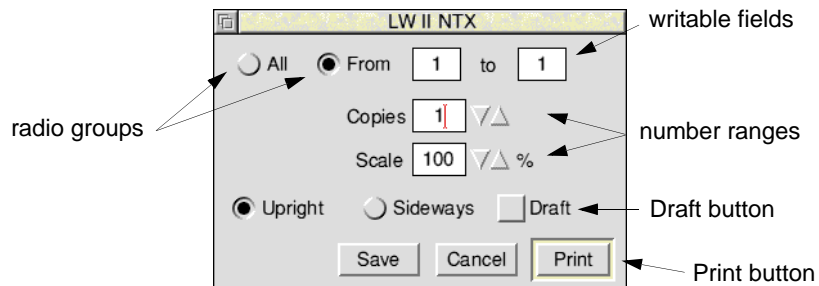 LW II NTX
writable fields
All From 1 to 1
radio groups
Copies 1
number ranges
Scale 100 %
Upright Sideways Draft
Draft button
Save Cancel Print
Print button